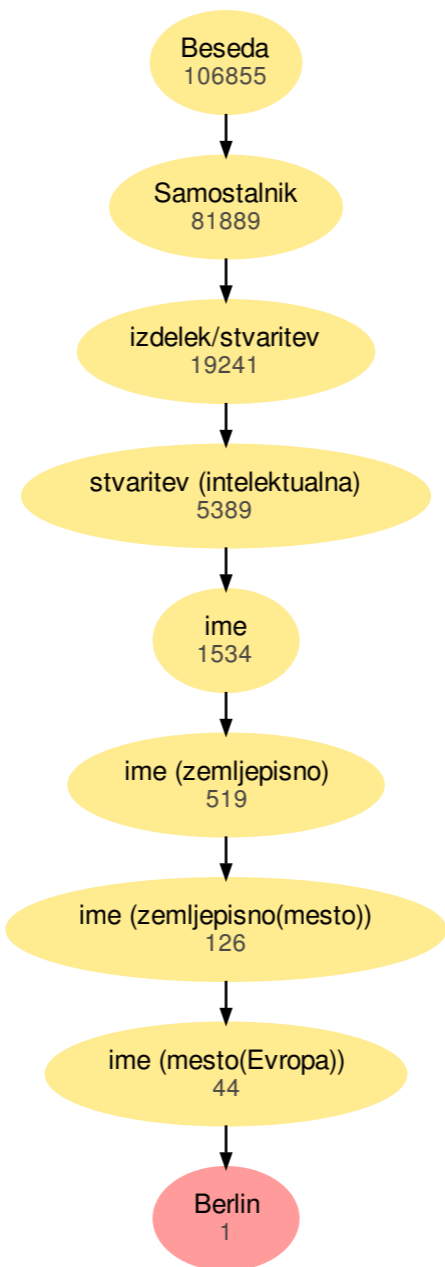 Beseda
106855
Samostalnik
81889
izdelek/stvaritev
19241
stvaritev (intelektualna)
5389
ime
1534
ime (zemljepisno)
519
ime (zemljepisno(mesto))
126
ime (mesto(Evropa))
44
Berlin
1